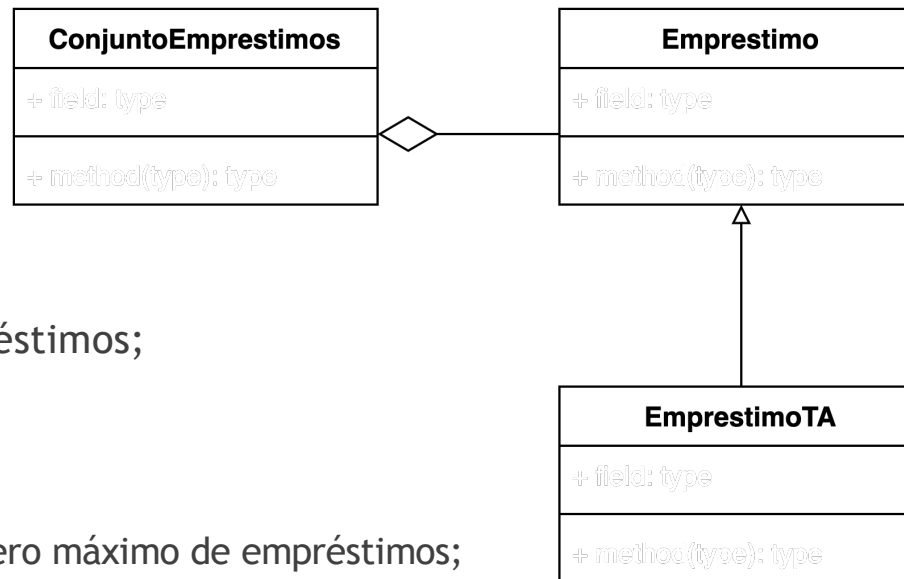 ConjuntoEmprestimos
+ field: type
+ method(type): type
Emprestimo
+ field: type
+ method(type): type
éstimos;
EmprestimoTA
+ field: type
+ method(type): type
ero máximo de empréstimos;